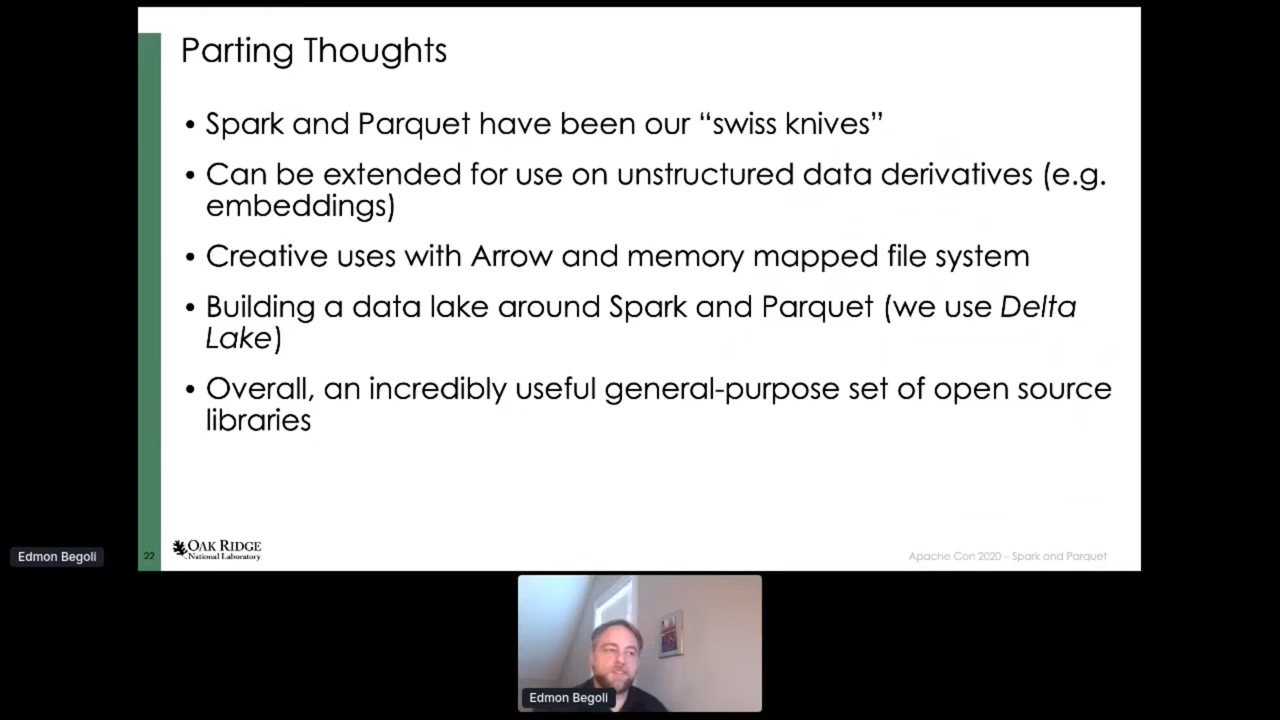 Parting Thoughts
• Spark and Parquet have been our “swiss knives”
• Can be extended for use on unstructured data derivatives (e.g.
embeddings)
• Creative uses with Arrow and memory mapped file system
• Building a data lake around Spark and Parquet (we use Delta
Lake)
• Overall, an incredibly useful general-purpose set of open source
libraries
Edmon Begoli
22
OAK RIDGE
National Laboratory
Apache Con 2020 – Spark and Parquet
Edmon Begoli